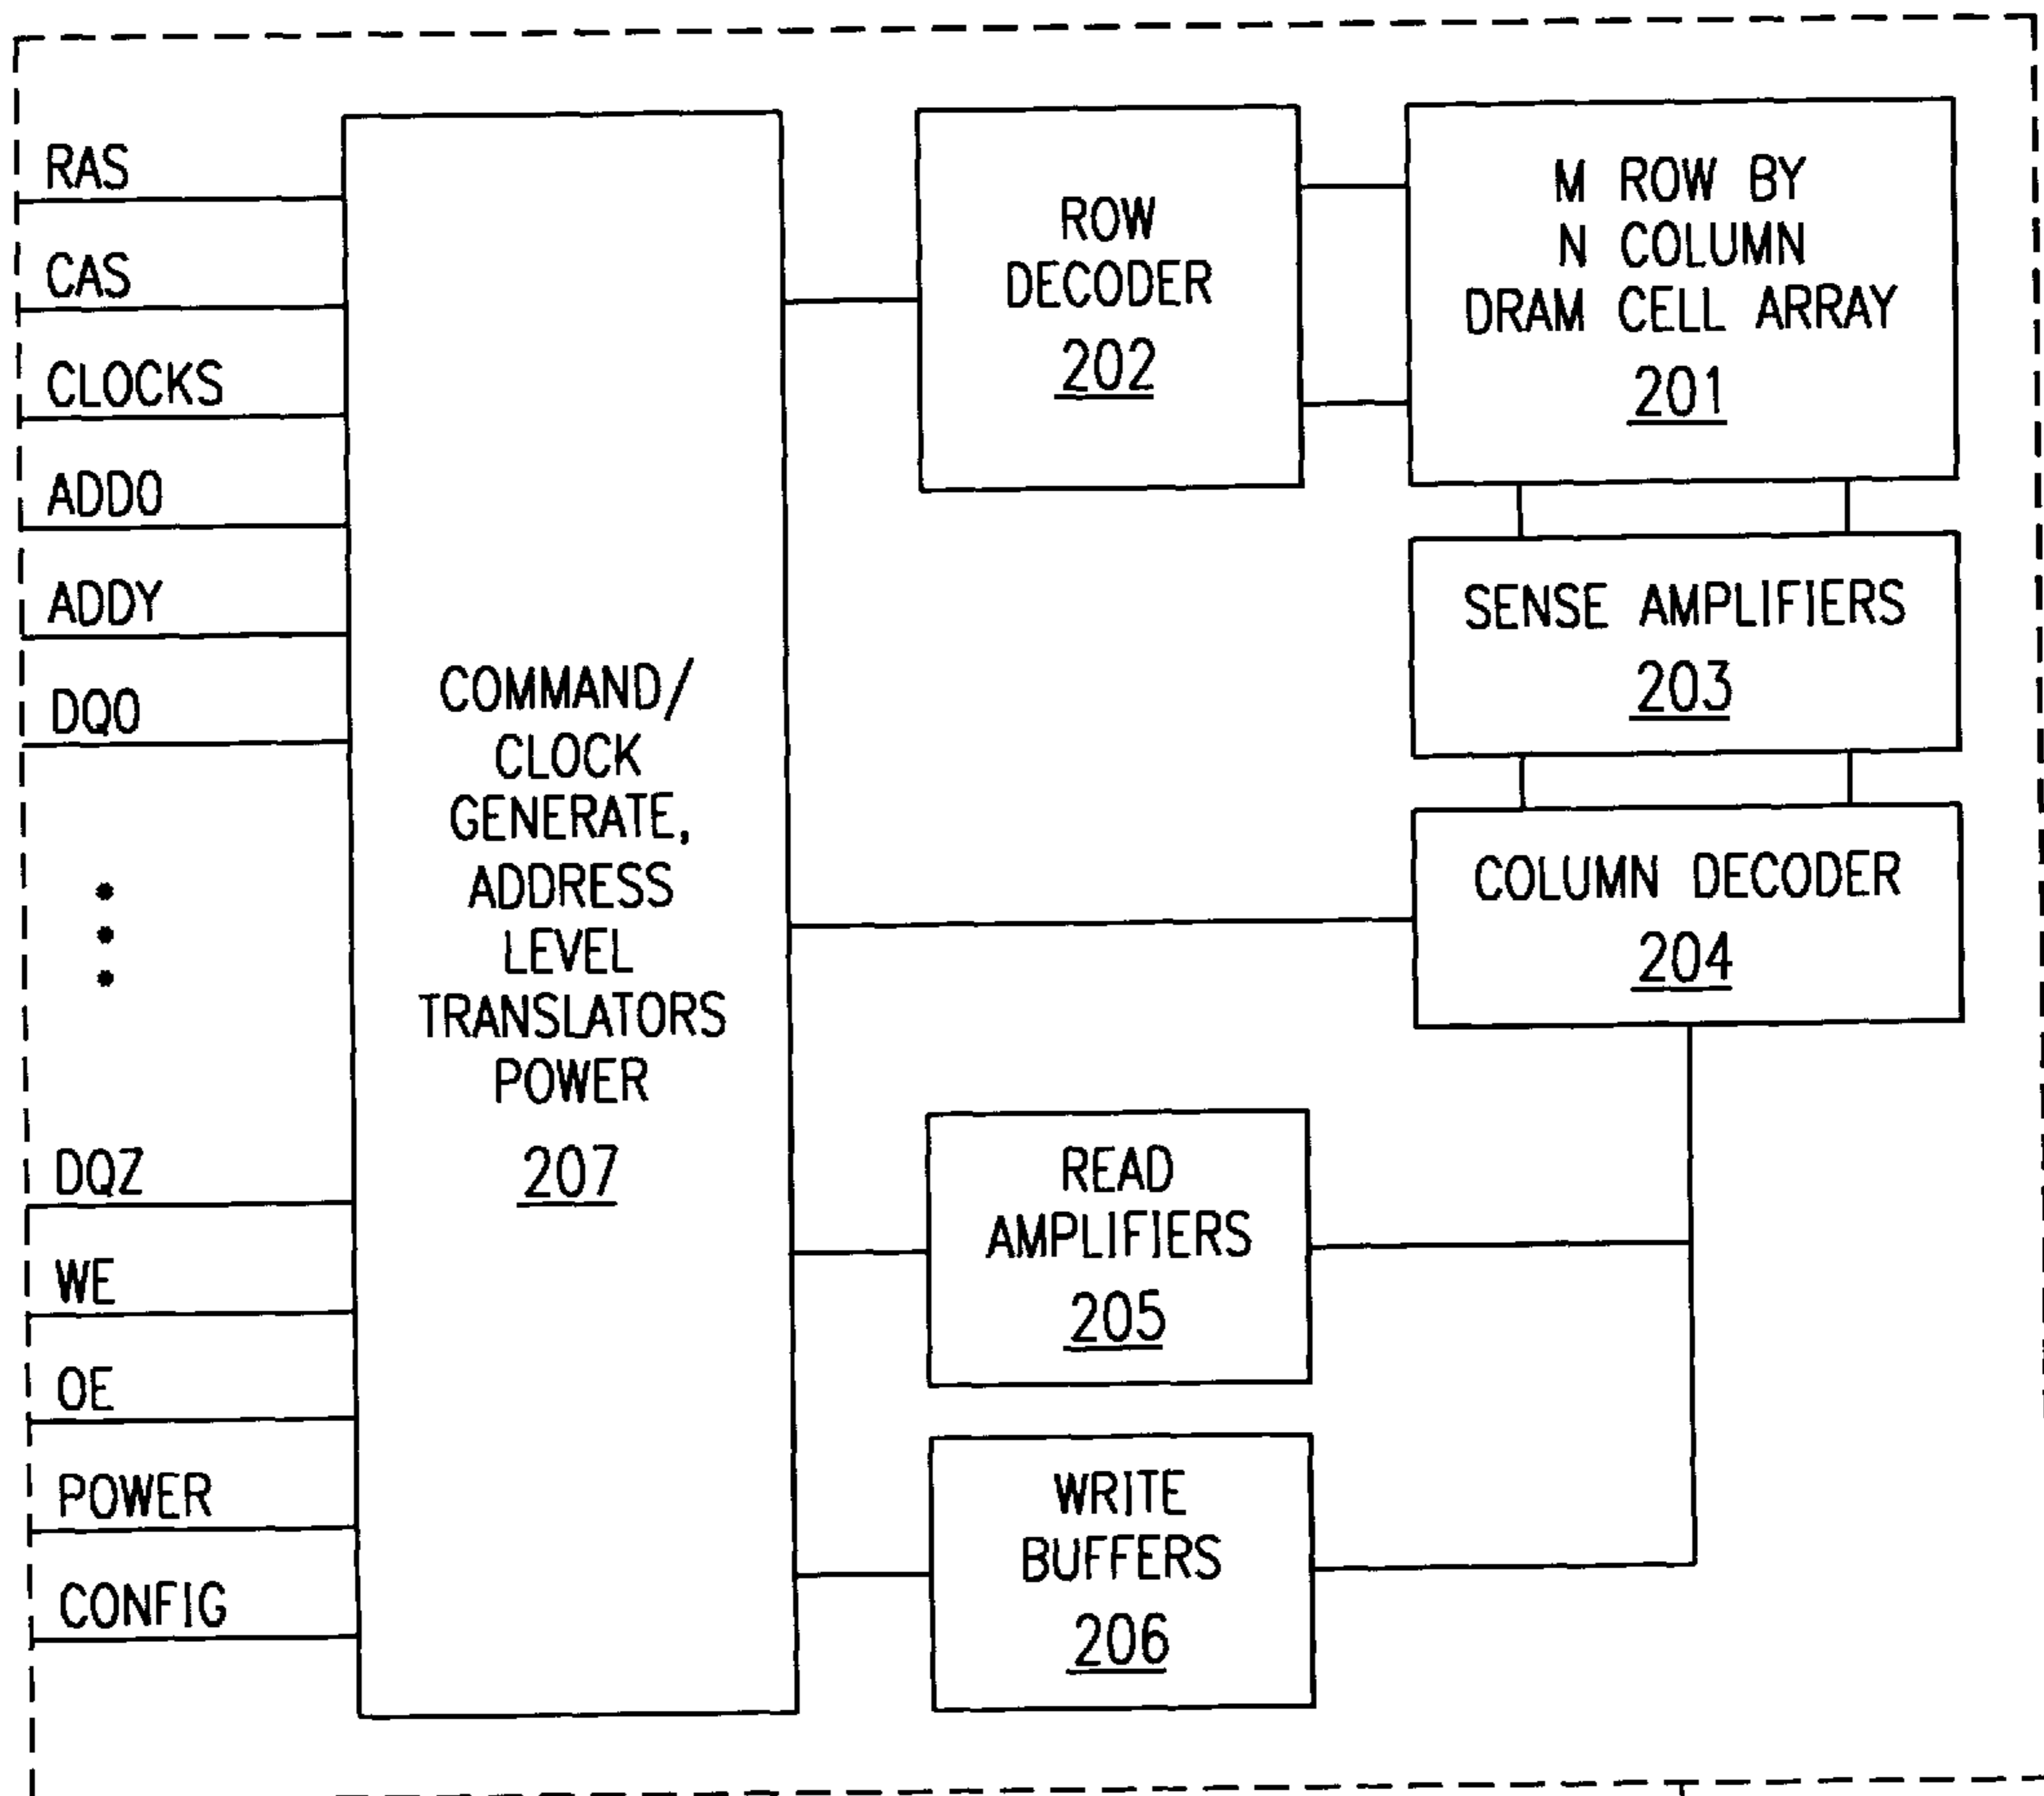 RAS
CAS
CLOCKS
ADD0
ADDY
DQ0
DQZ
WE
OE
POWER
CONFIG
COMMAND/
CLOCK
GENERATE,
ADDRESS
LEVEL
TRANSLATORS
POWER
207
ROW
DECODER
202
M ROW BY
N COLUMN
DRAM CELL ARRAY
201
SENSE AMPLIFIERS
203
COLUMN DECODER
204
READ
AMPLIFIERS
205
WRITE
BUFFERS
206